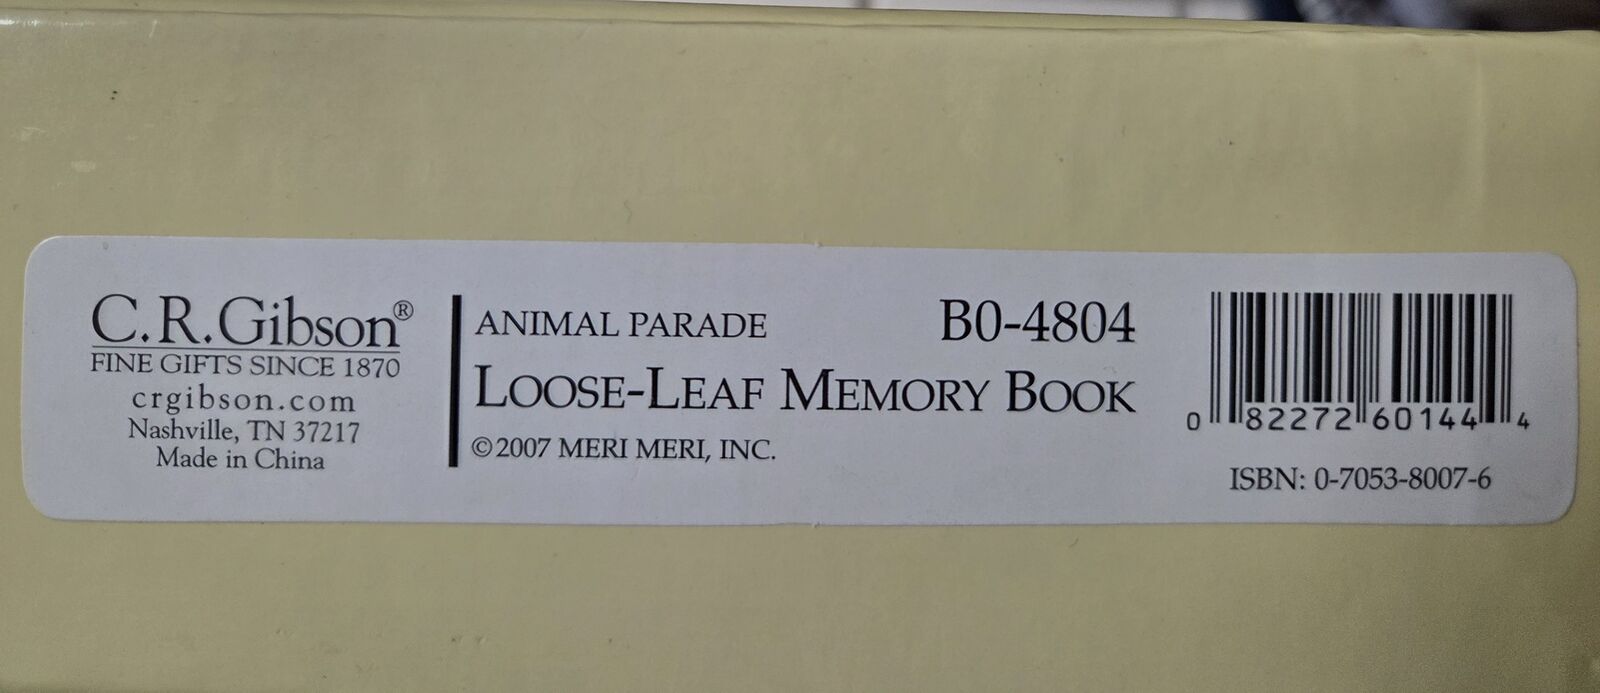 C.R.Gibson®
FINE GIFTS SINCE 1870
crgibson.com
Nashville, TN 37217
Made in China
ANIMAL PARADE B0-4804
LOOSE-LEAF MEMORY BOOK
©2007 MERI MERI, INC.
0 82272 60144 4
ISBN: 0-7053-8007-6